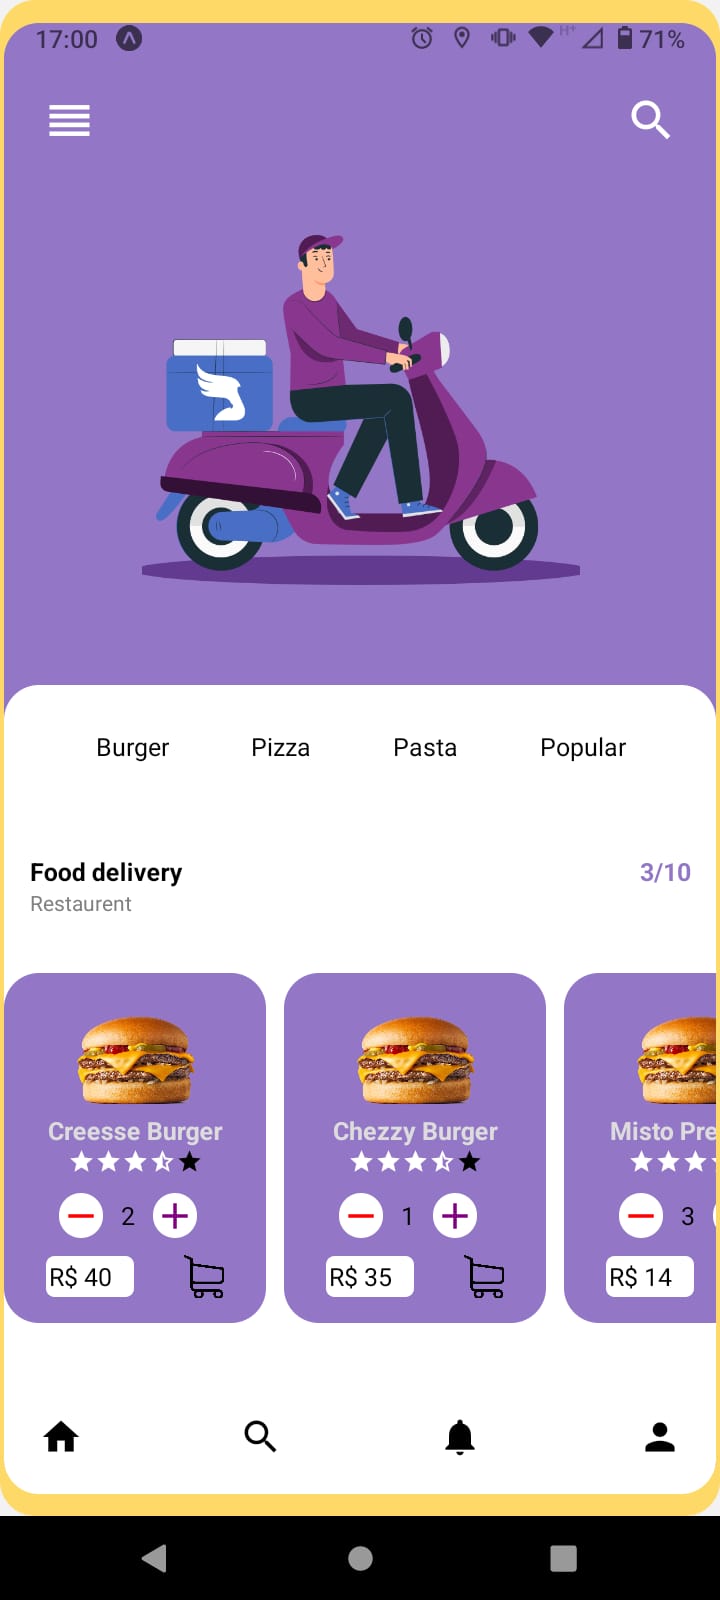 17:00 H+ 71%
Burger Pizza Pasta Popular
Food delivery 3/10
Restaurent
Creesse Burger Chezzy Burger Misto Pre
2 1 3
R$ 40 R$ 35 R$ 14